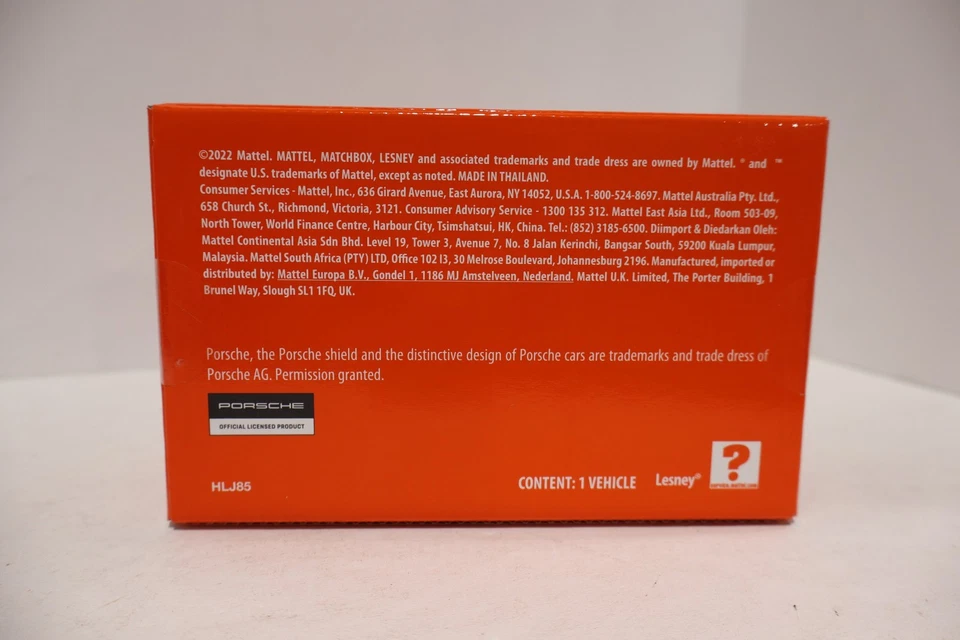 ©2022 Mattel. MATTEL, MATCHBOX, LESNEY and associated trademarks and trade dress are owned by Mattel. ® and ™
designate U.S. trademarks of Mattel, except as noted. MADE IN THAILAND.
Consumer Services - Mattel, Inc., 636 Girard Avenue, East Aurora, NY 14052, U.S.A. 1-800-524-8697. Mattel Australia Pty. Ltd.,
658 Church St., Richmond, Victoria, 3121. Consumer Advisory Service - 1300 135 312. Mattel East Asia Ltd., Room 503-09,
North Tower, World Finance Centre, Harbour City, Tsimshatsui, HK, China. Tel.: (852) 3185-6500. Diimport & Diedarkan Oleh:
Mattel Continental Asia Sdn Bhd. Level 19, Tower 3, Avenue 7, No. 8 Jalan Kerinchi, Bangsar South, 59200 Kuala Lumpur,
Malaysia. Mattel South Africa (PTY) LTD, Office 102 I3, 30 Melrose Boulevard, Johannesburg 2196. Manufactured, imported or
distributed by: Mattel Europa B.V., Gondel 1, 1186 MJ Amstelveen, Nederland. Mattel U.K. Limited, The Porter Building, 1
Brunel Way, Slough SL1 1FQ, UK.
Porsche, the Porsche shield and the distinctive design of Porsche cars are trademarks and trade dress of
Porsche AG. Permission granted.
PORSCHE
OFFICIAL LICENSED PRODUCT
HLJ85
CONTENT: 1 VEHICLE
Lesney®
?